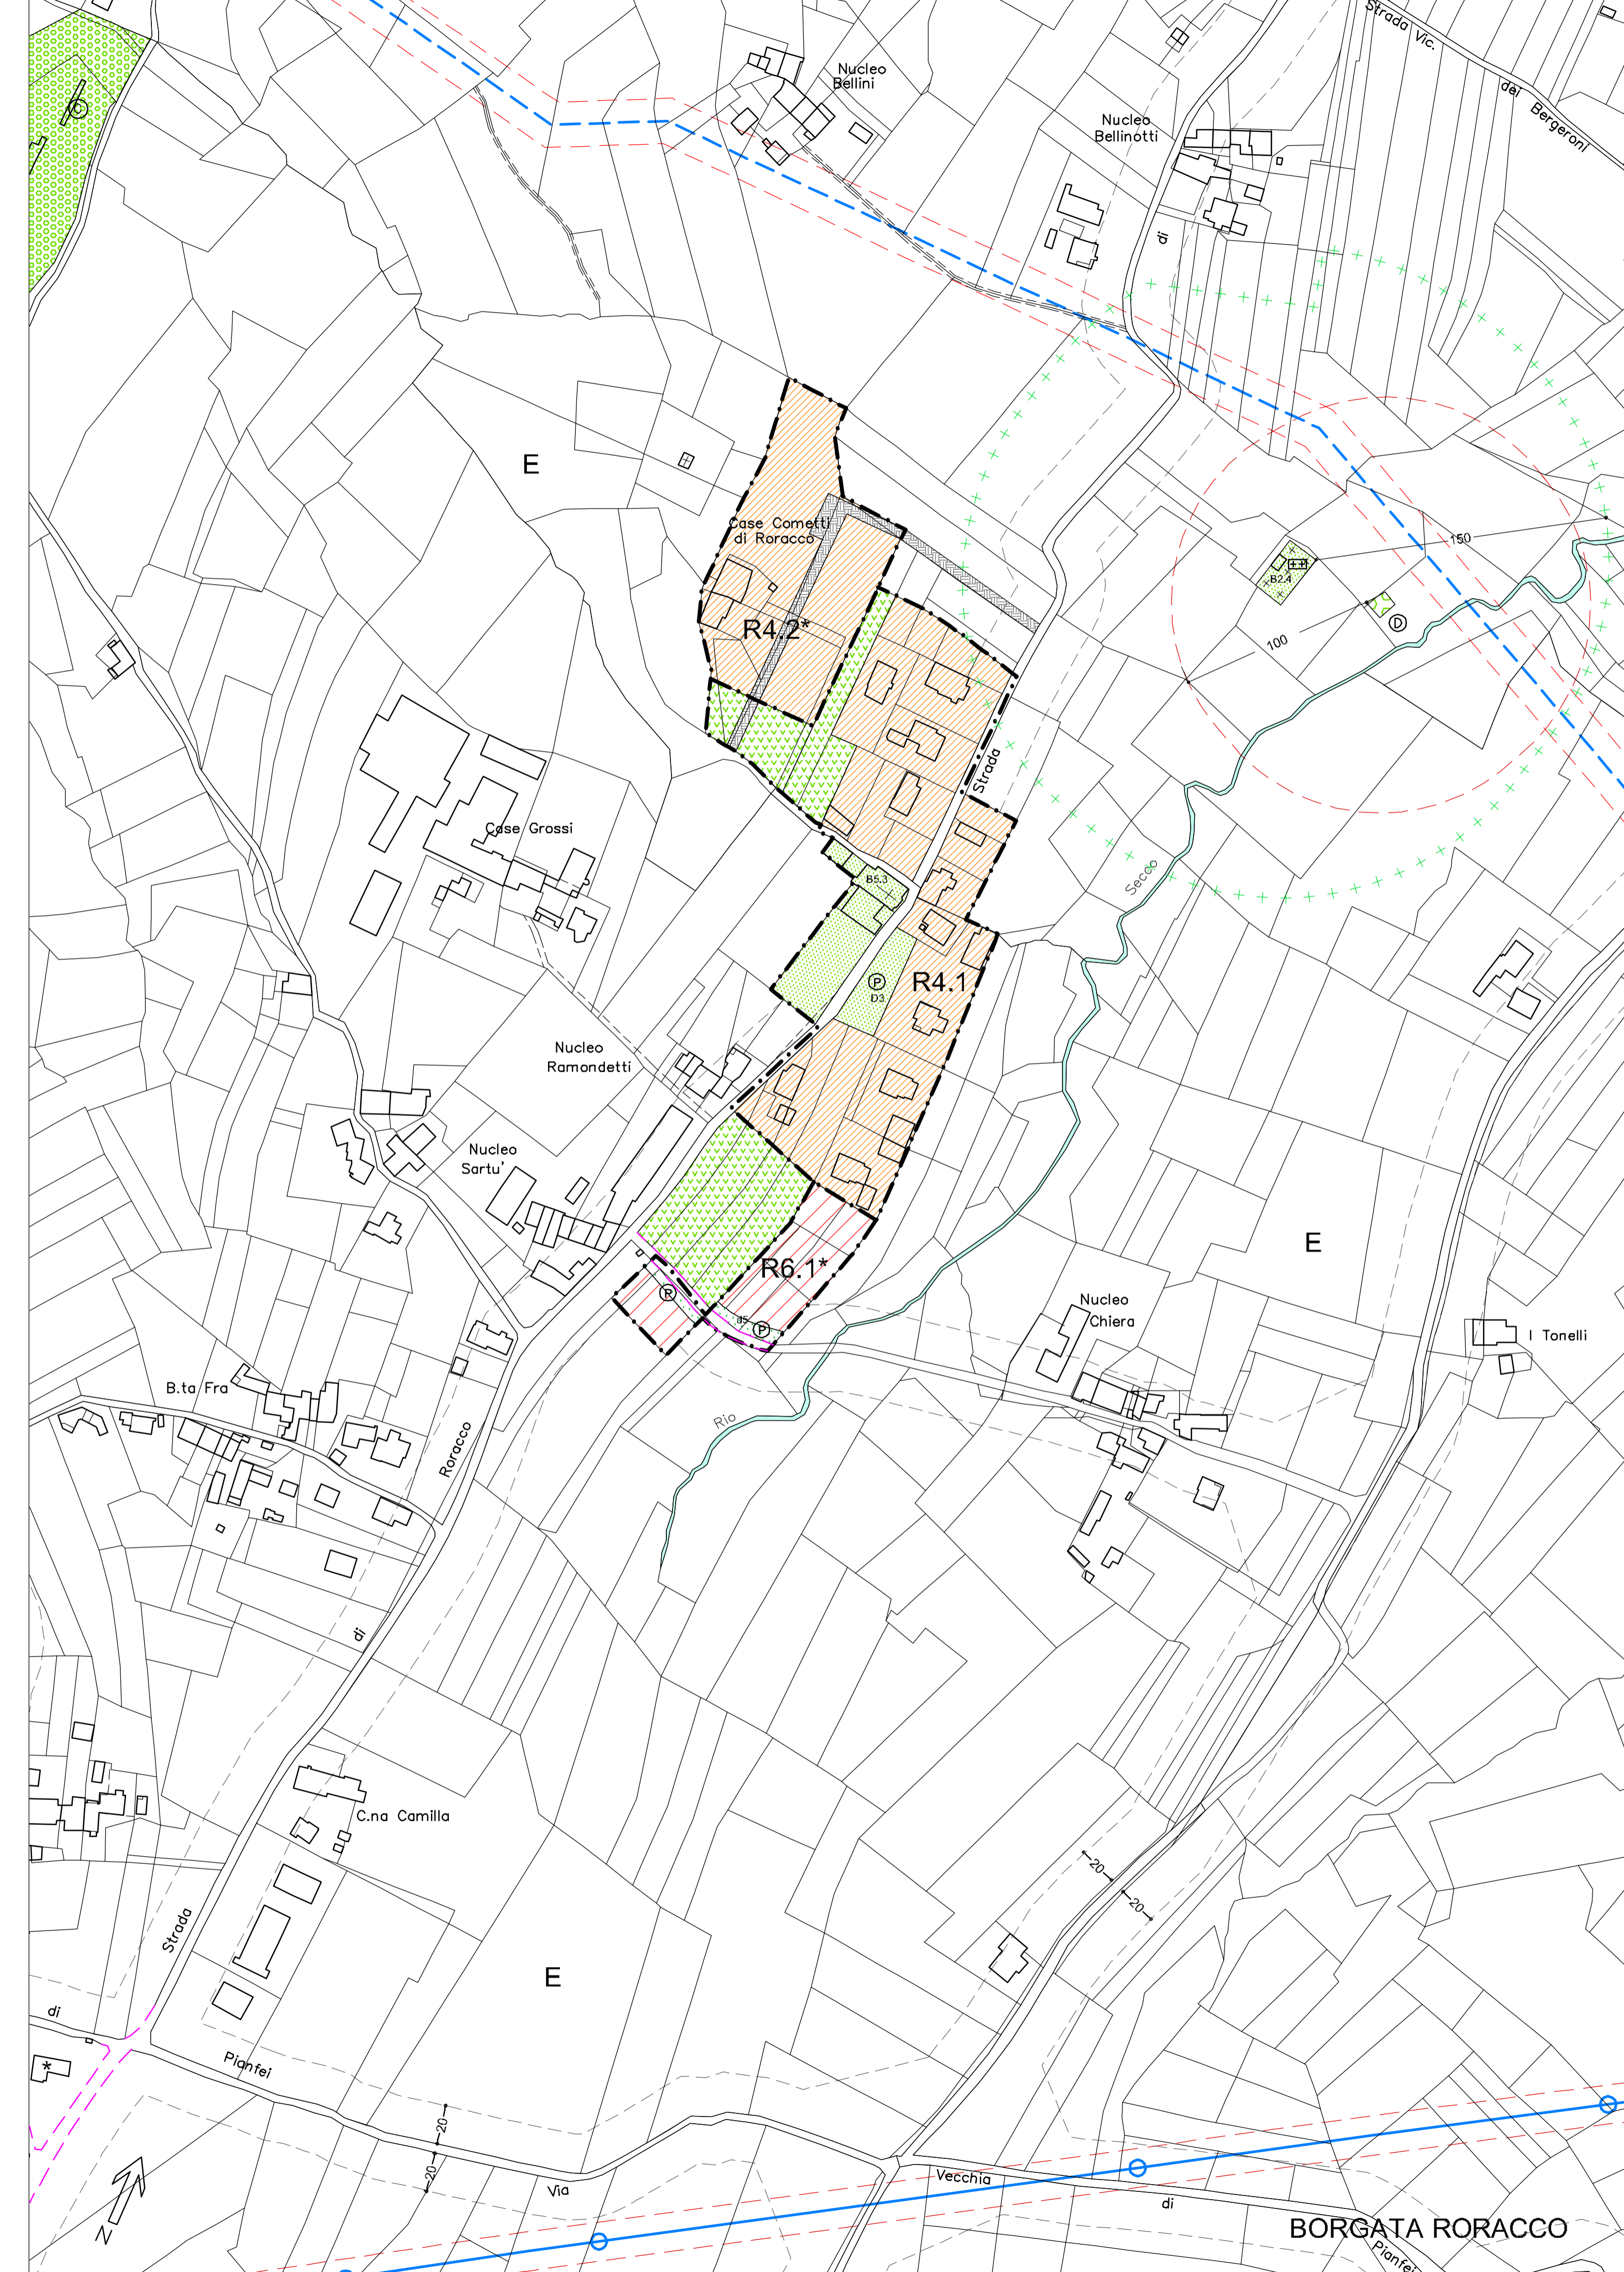 Strada Vic.
dei
Bergeroni
Nucleo
Bellini
Nucleo
Bellinotti
©
di
E
Case Cometti
di Roracco
R4.2*
150
B2.4
D
100
Strada
Case Grossi
B5.3
Secco
P
D3
R4.1
Nucleo
Ramondetti
Nucleo
Sartu'
E
R6.1*
R
d5
P
Nucleo
Chiera
I Tonelli
B.ta Fra
Rio
Roracco
di
C.na Camilla
20
20
Strada
E
di
*
Pianfei
20
20
Via
Vecchia
di
N
BORGATA RORACCO
Pianfei